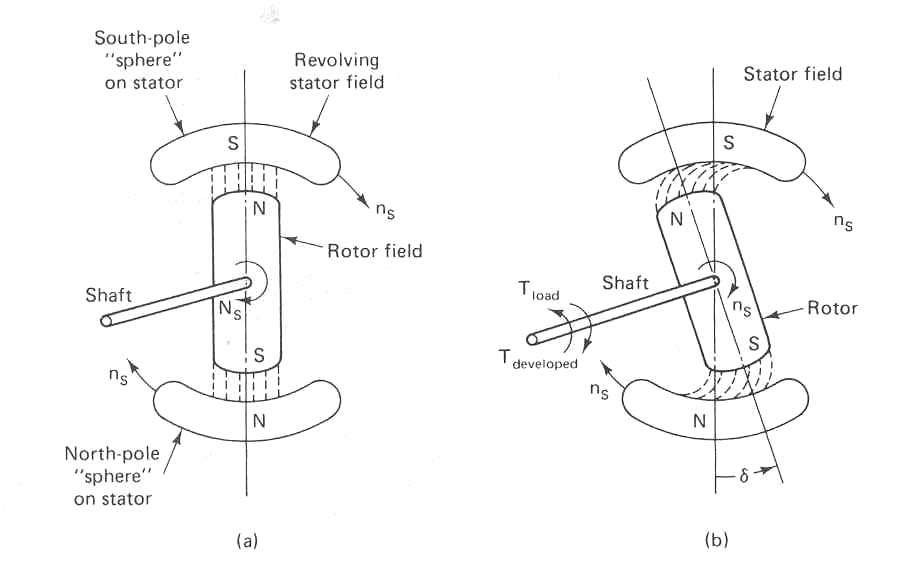 South-pole
"sphere"
on stator
Revolving
stator field
S
N
nS
Rotor field
Shaft
NS
S
nS
N
North-pole
"sphere"
on stator
(a)
Stator field
S
nS
N
Shaft
Tload
nS
Rotor
Tdeveloped
S
nS
N
δ
(b)